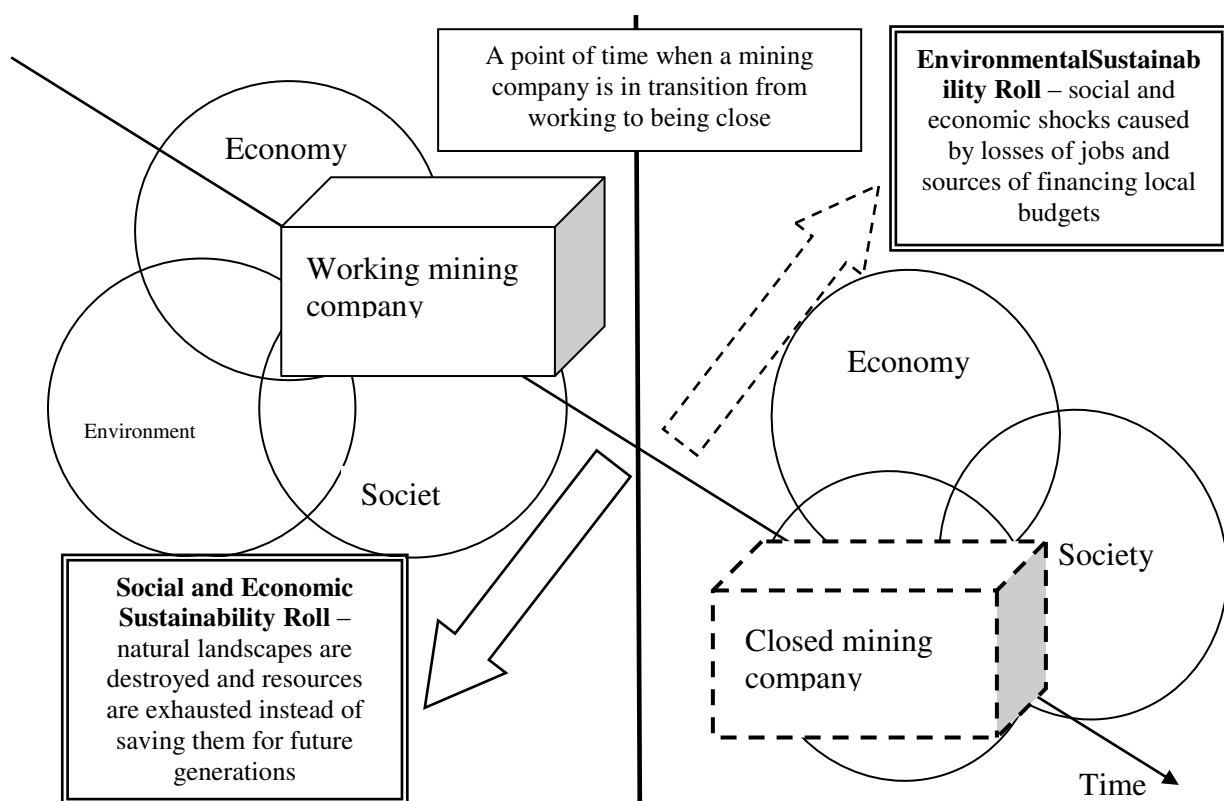 A point of time when a mining
company is in transition from
working to being close
EnvironmentalSustainab
ility Roll – social and
economic shocks caused
by losses of jobs and
sources of financing local
budgets
Economy
Working mining
company
Environment
Societ
Social and Economic
Sustainability Roll –
natural landscapes are
destroyed and resources
are exhausted instead of
saving them for future
generations
Economy
Society
Closed mining
company
Time